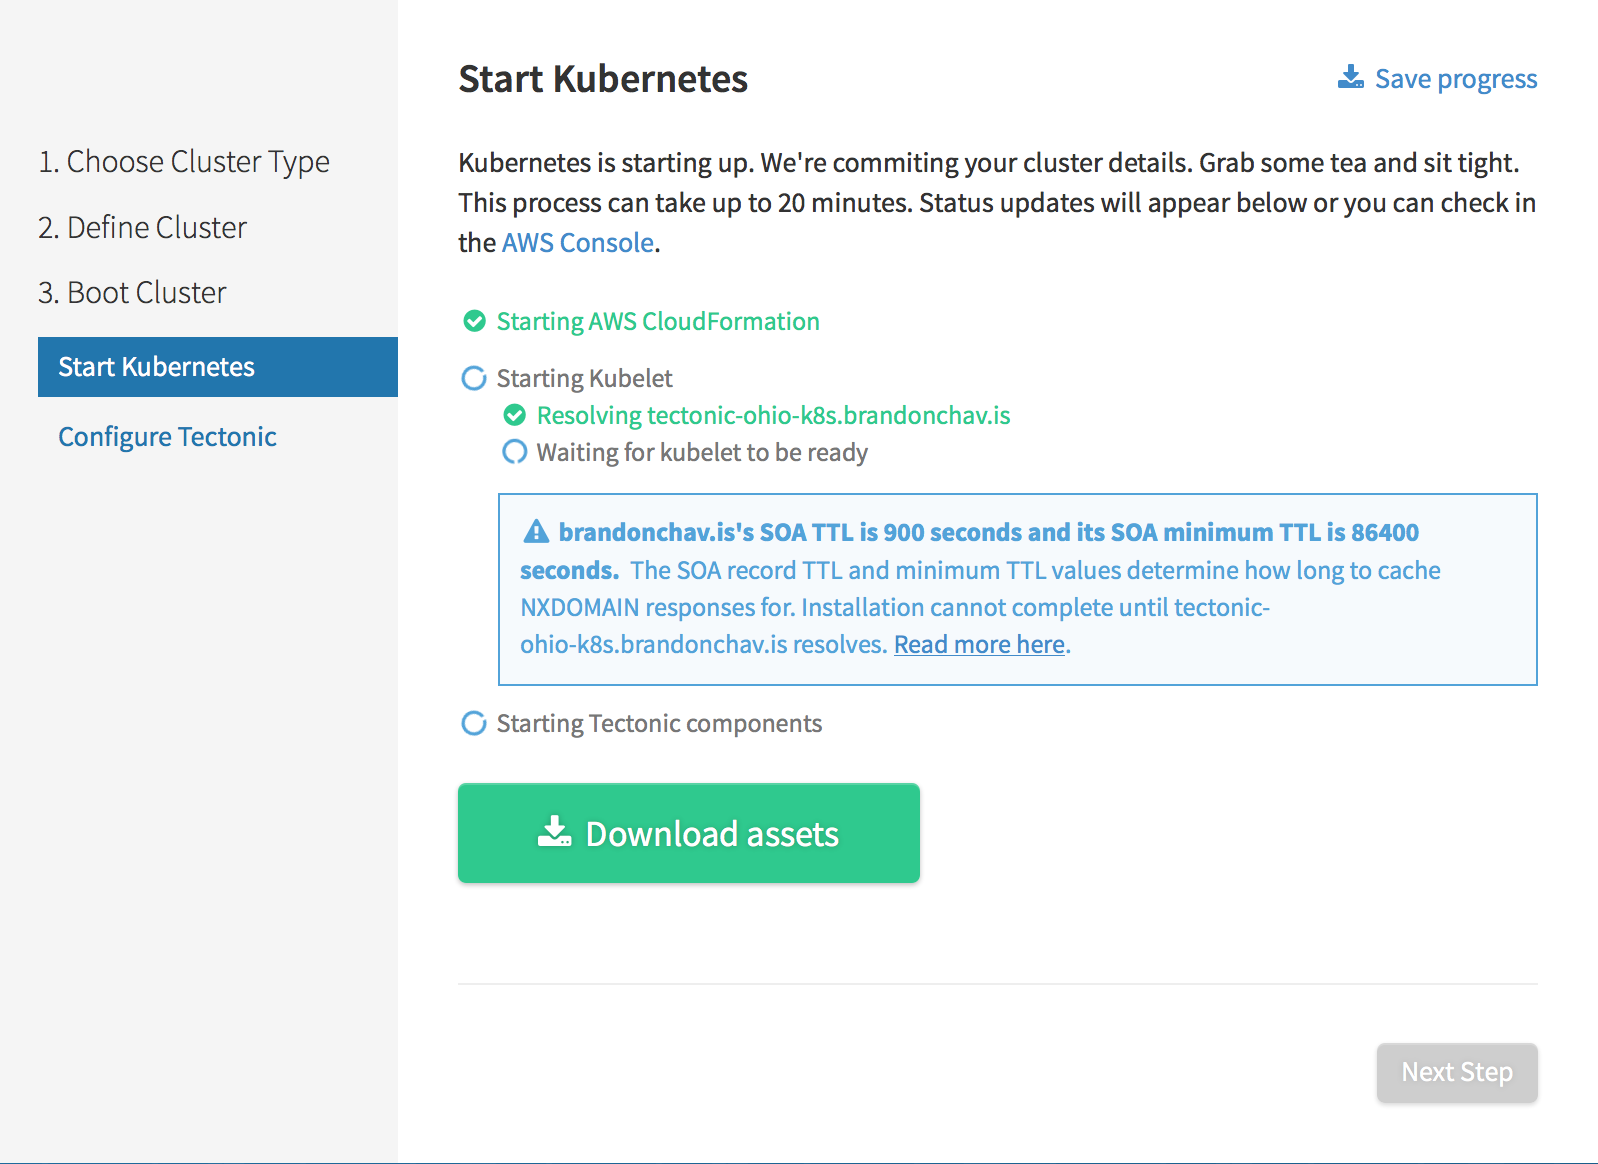 1. Choose Cluster Type
2. Define Cluster
3. Boot Cluster
Start Kubernetes
Configure Tectonic
Start Kubernetes
Save progress
Kubernetes is starting up. We're commiting your cluster details. Grab some tea and sit tight.
This process can take up to 20 minutes. Status updates will appear below or you can check in
the AWS Console.
Starting AWS CloudFormation
Starting Kubelet
Resolving tectonic-ohio-k8s.brandonchav.is
Waiting for kubelet to be ready
brandonchav.is's SOA TTL is 900 seconds and its SOA minimum TTL is 86400
seconds. The SOA record TTL and minimum TTL values determine how long to cache
NXDOMAIN responses for. Installation cannot complete until tectonic-
ohio-k8s.brandonchav.is resolves. Read more here.
Starting Tectonic components
Download assets
Next Step